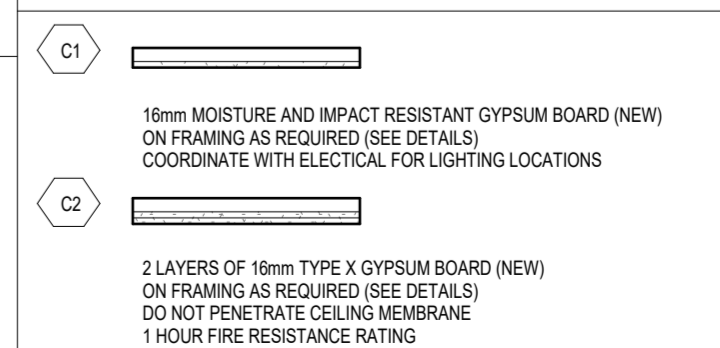 C1
16mm MOISTURE AND IMPACT RESISTANT GYPSUM BOARD (NEW)
ON FRAMING AS REQUIRED (SEE DETAILS)
COORDINATE WITH ELECTICAL FOR LIGHTING LOCATIONS
C2
2 LAYERS OF 16mm TYPE X GYPSUM BOARD (NEW)
ON FRAMING AS REQUIRED (SEE DETAILS)
DO NOT PENETRATE CEILING MEMBRANE
1 HOUR FIRE RESISTANCE RATING